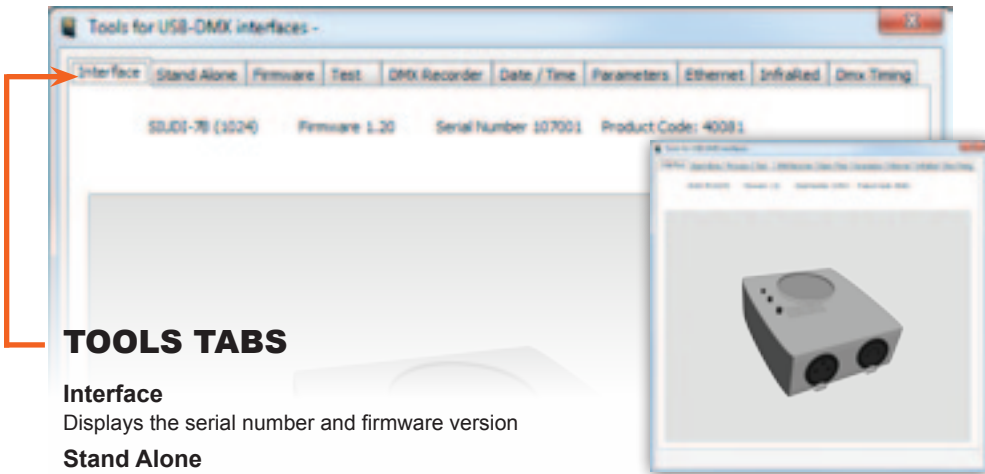 Tools for USB-DMX interfaces -
Interface Stand Alone Firmware Test DMX Recorder Date / Time Parameters Ethernet InfraRed Dmx Timing
SIUDI-7B (1024) Firmware 1.20 Serial Number 107001 Product Code: 40081
TOOLS TABS
Interface
Displays the serial number and firmware version
Stand Alone